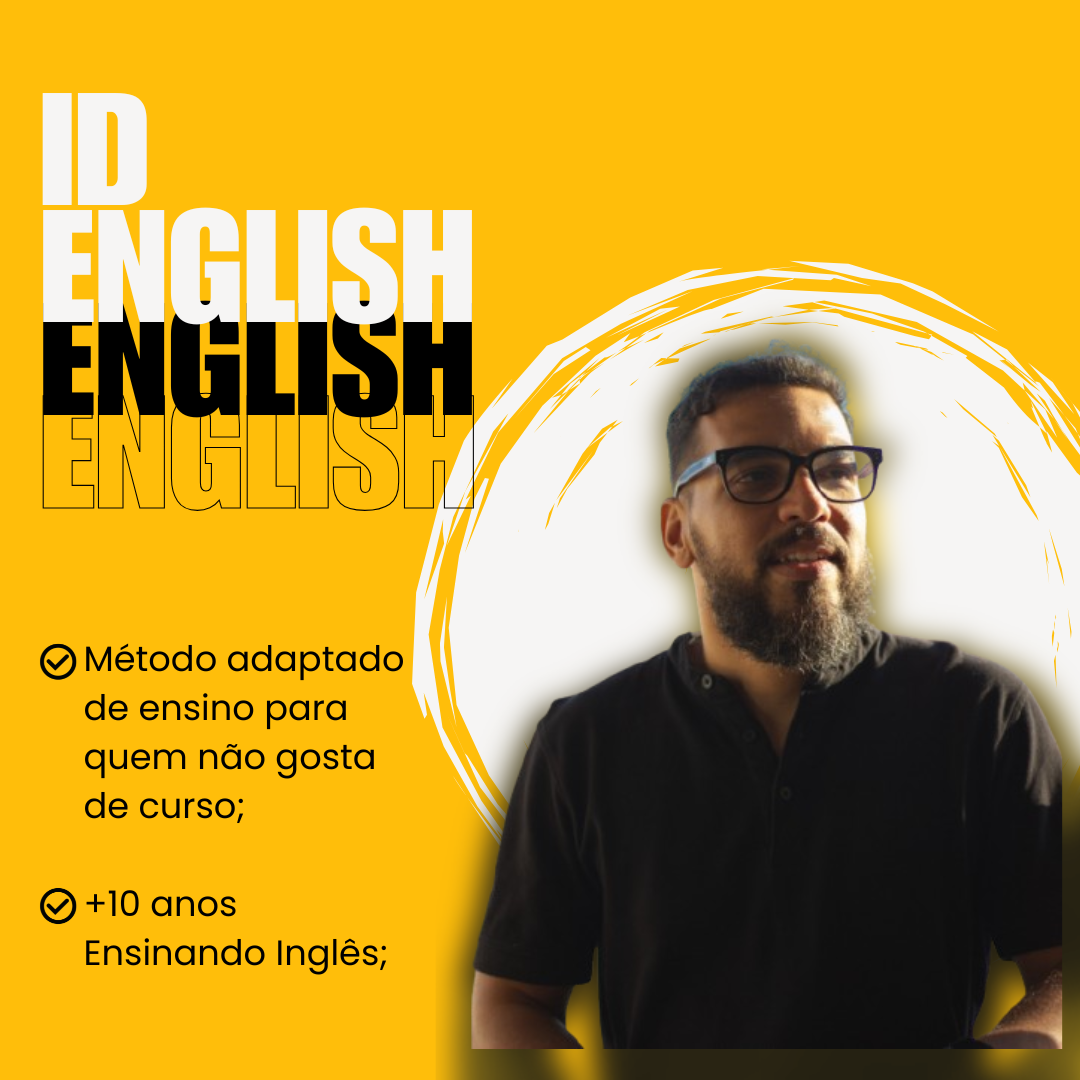 ID
ENGLISH
ENGLISH
ENGLISH
Método adaptado
de ensino para
quem não gosta
de curso;
+10 anos
Ensinando Inglês;